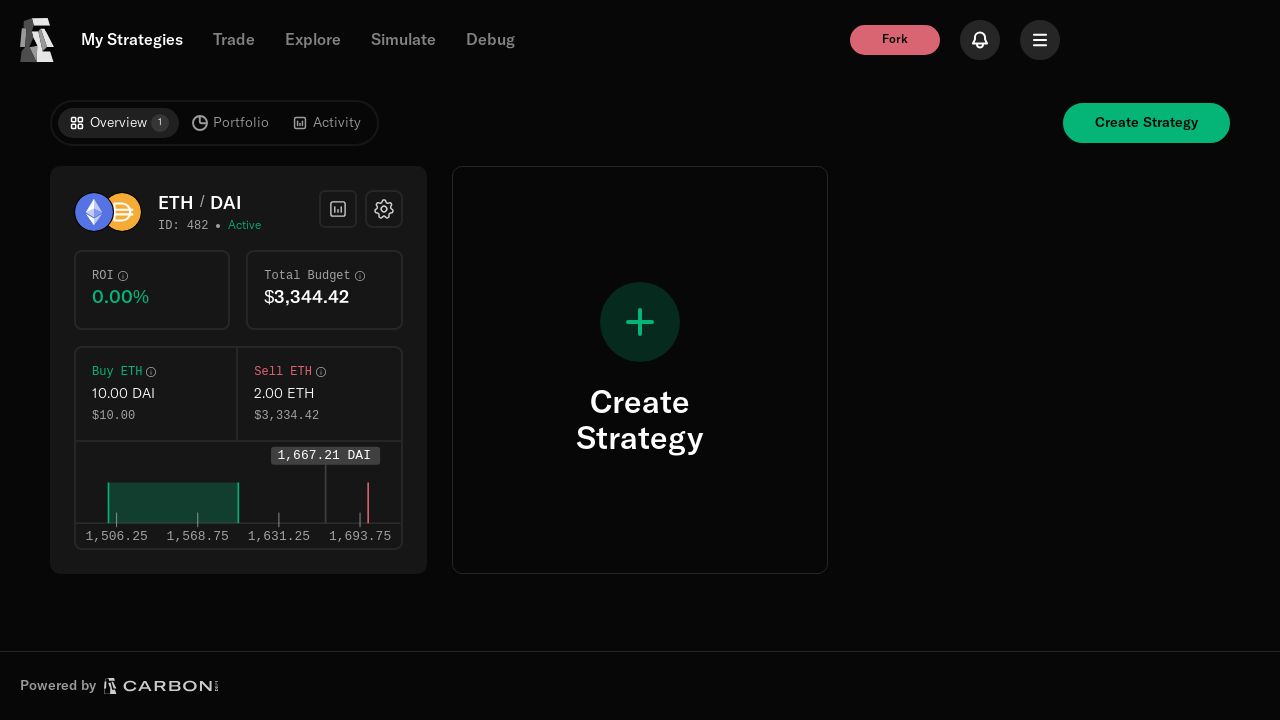 My Strategies
Trade
Explore
Simulate
Debug
Fork
Overview 1
Portfolio
Activity
Create Strategy
ETH / DAI
ID: 482 • Active
ROI
0.00%
Total Budget
$3,344.42
Buy ETH
10.00 DAI
$10.00
Sell ETH
2.00 ETH
$3,334.42
1,667.21 DAI
1,506.25
1,568.75
1,631.25
1,693.75
Create
Strategy
Powered by CARBON